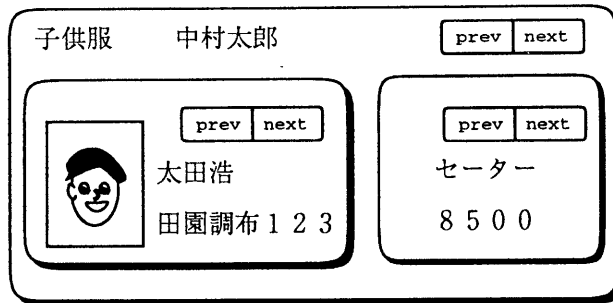 子供服 中村太郎 prev next
prev next
太田浩
田園調布123
prev next
セーター
8500